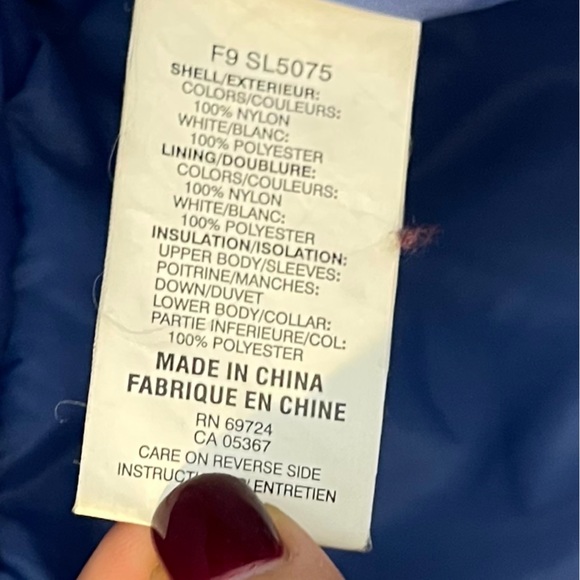 F9 SL5075
SHELL/EXTERIEUR:
COLORS/COULEURS:
100% NYLON
WHITE/BLANC:
100% POLYESTER
LINING/DOUBLURE:
COLORS/COULEURS:
100% NYLON
WHITE/BLANC:
100% POLYESTER
INSULATION/ISOLATION:
UPPER BODY/SLEEVES:
POITRINE/MANCHES:
DOWN/DUVET
LOWER BODY/COLLAR:
PARTIE INFERIEURE/COL:
100% POLYESTER
MADE IN CHINA
FABRIQUE EN CHINE
RN 69724
CA 05367
CARE ON REVERSE SIDE
ENTRETIEN